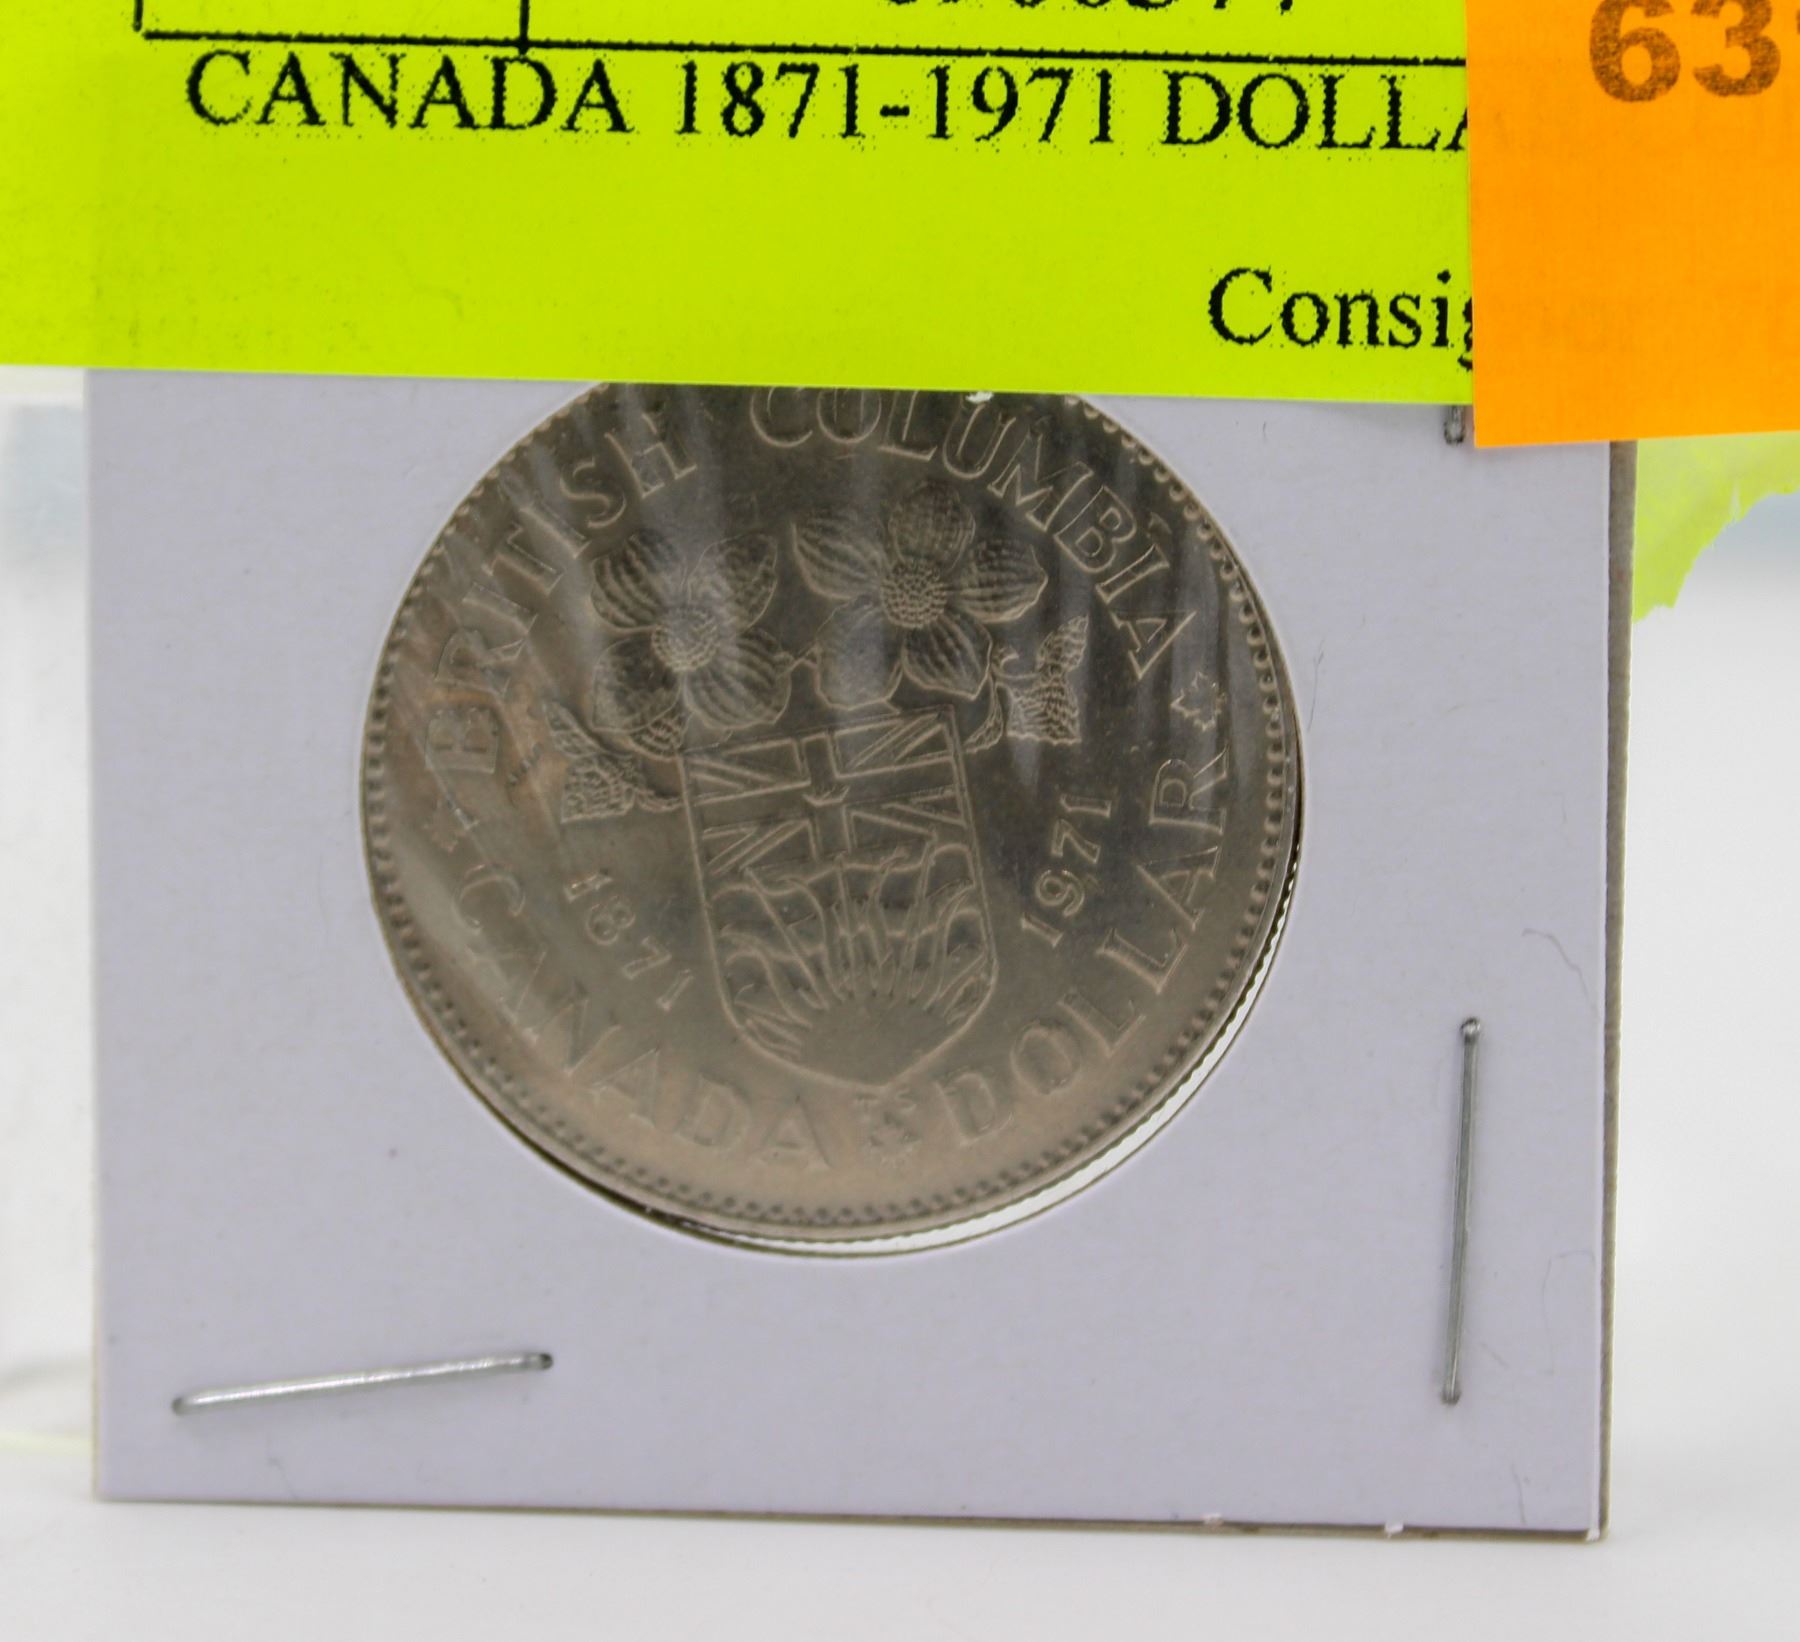 63
CANADA 1871-1971 DOLLA
Consig
BRITISH COLUMBIA
1871 1971
CANADA DOLLAR